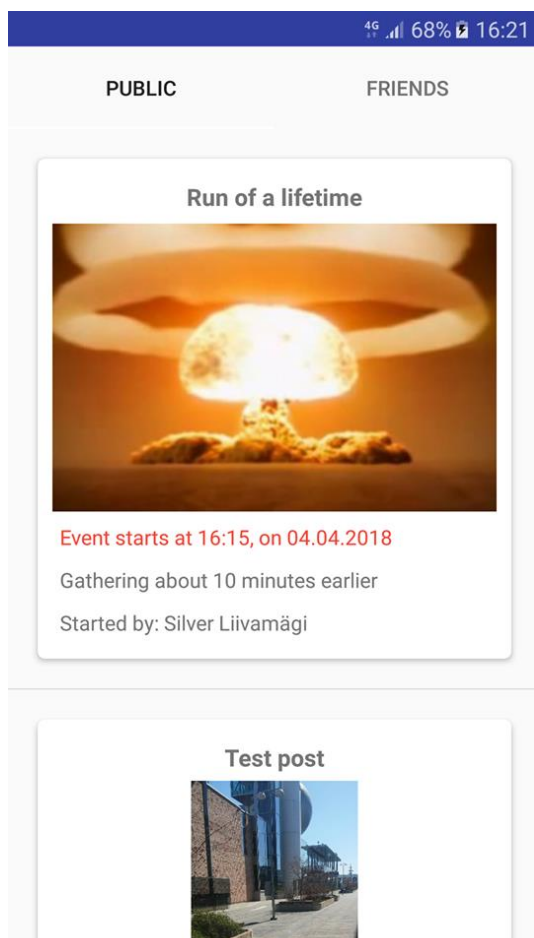 4G 68% 16:21
PUBLIC FRIENDS
Run of a lifetime
Event starts at 16:15, on 04.04.2018
Gathering about 10 minutes earlier
Started by: Silver Liivamägi
Test post